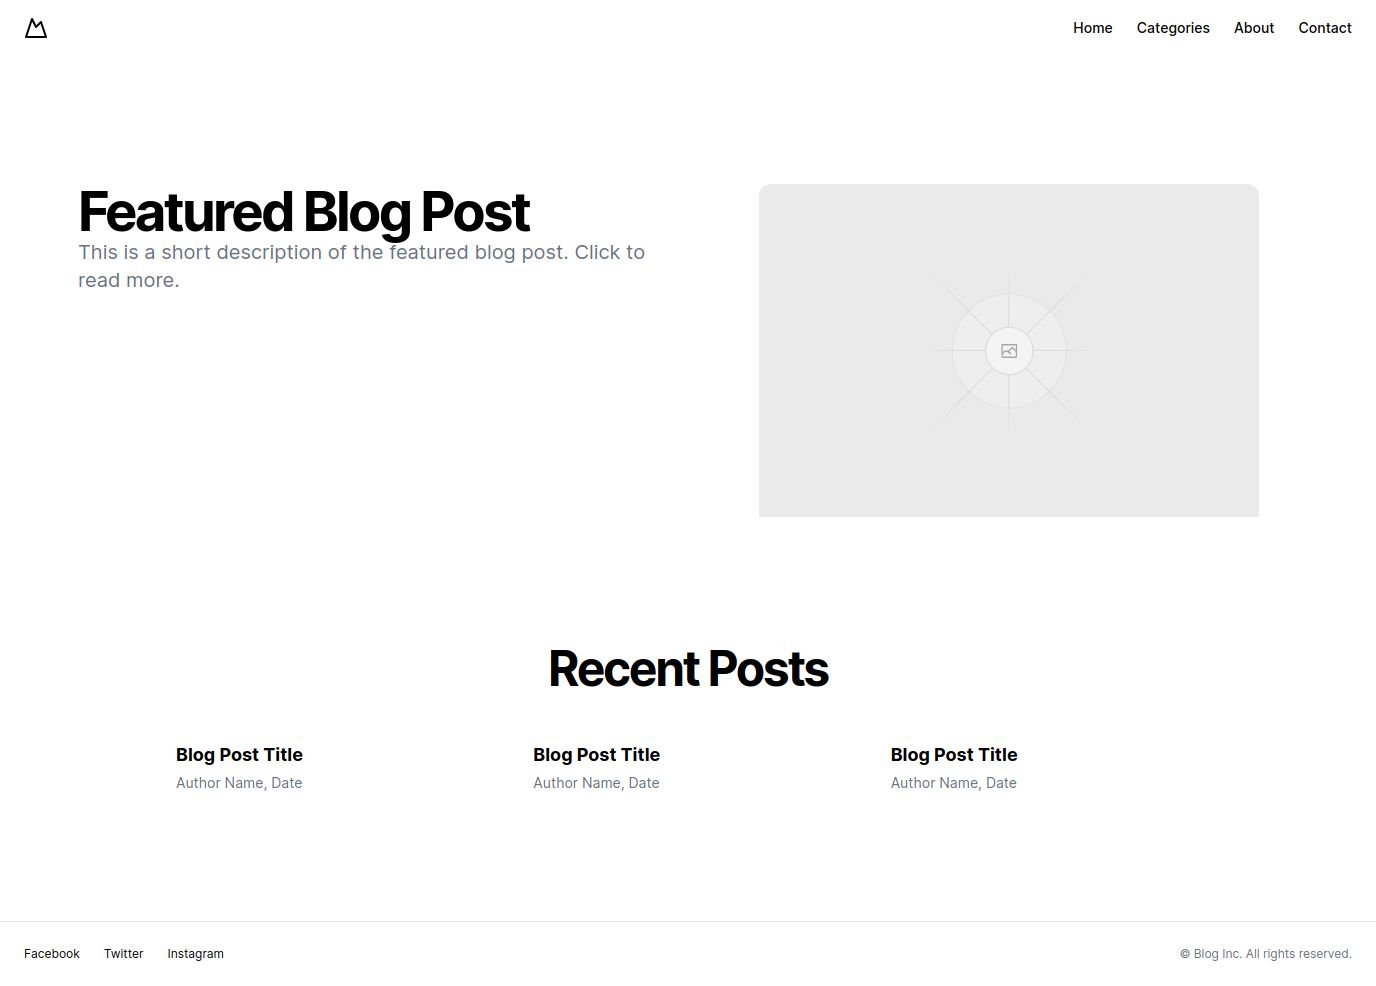 Home Categories About Contact
Featured Blog Post
This is a short description of the featured blog post. Click to
read more.
Recent Posts
Blog Post Title
Author Name, Date
Blog Post Title
Author Name, Date
Blog Post Title
Author Name, Date
Facebook Twitter Instagram
© Blog Inc. All rights reserved.